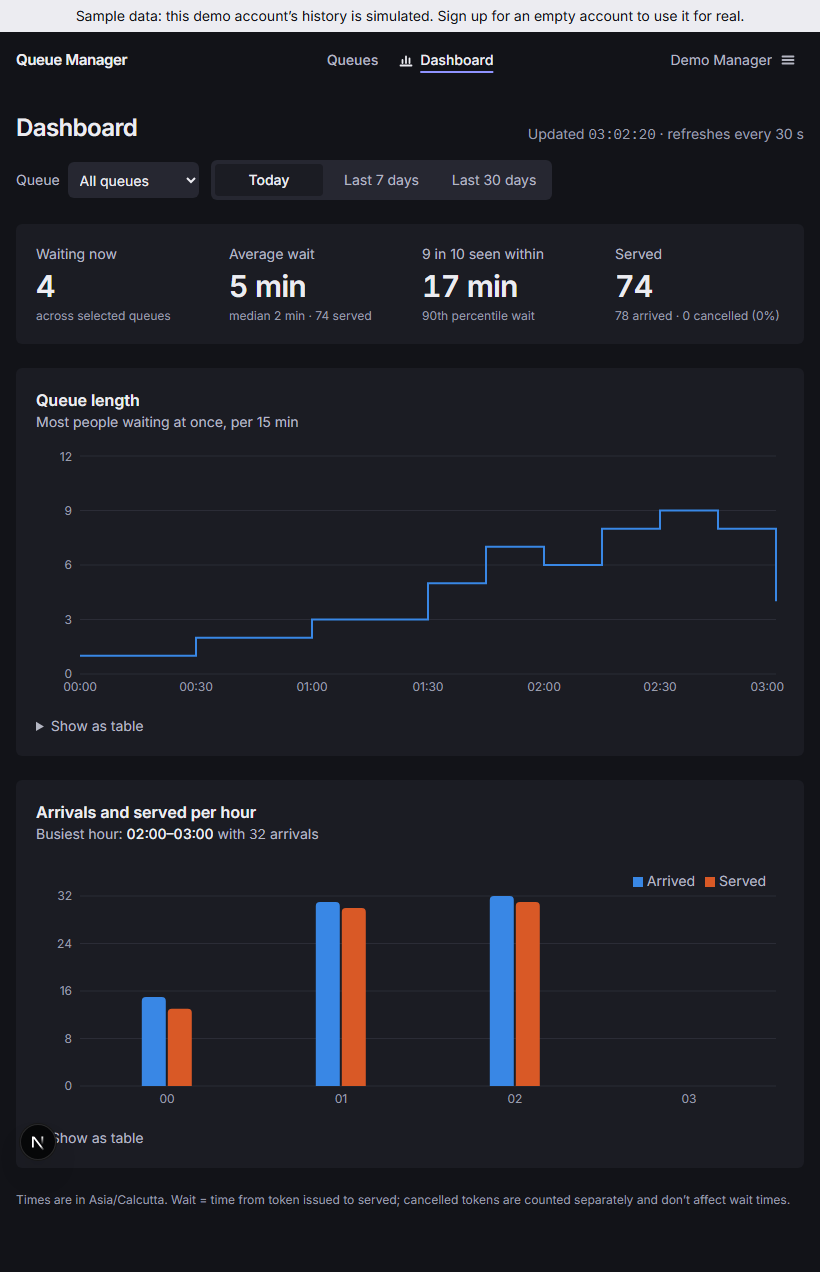 Sample data: this demo account’s history is simulated. Sign up for an empty account to use it for real.
Queue Manager
Queues
Dashboard
Demo Manager
Dashboard
Updated 03:02:20 · refreshes every 30 s
Queue
All queues
Today
Last 7 days
Last 30 days
Waiting now
4
across selected queues
Average wait
5 min
median 2 min · 74 served
9 in 10 seen within
17 min
90th percentile wait
Served
74
78 arrived · 0 cancelled (0%)
Queue length
Most people waiting at once, per 15 min
12
9
6
3
0
00:00 00:30 01:00 01:30 02:00 02:30 03:00
Show as table
Arrivals and served per hour
Busiest hour: 02:00–03:00 with 32 arrivals
Arrived Served
32
24
16
8
0
00 01 02 03
N
Show as table
Times are in Asia/Calcutta. Wait = time from token issued to served; cancelled tokens are counted separately and don’t affect wait times.